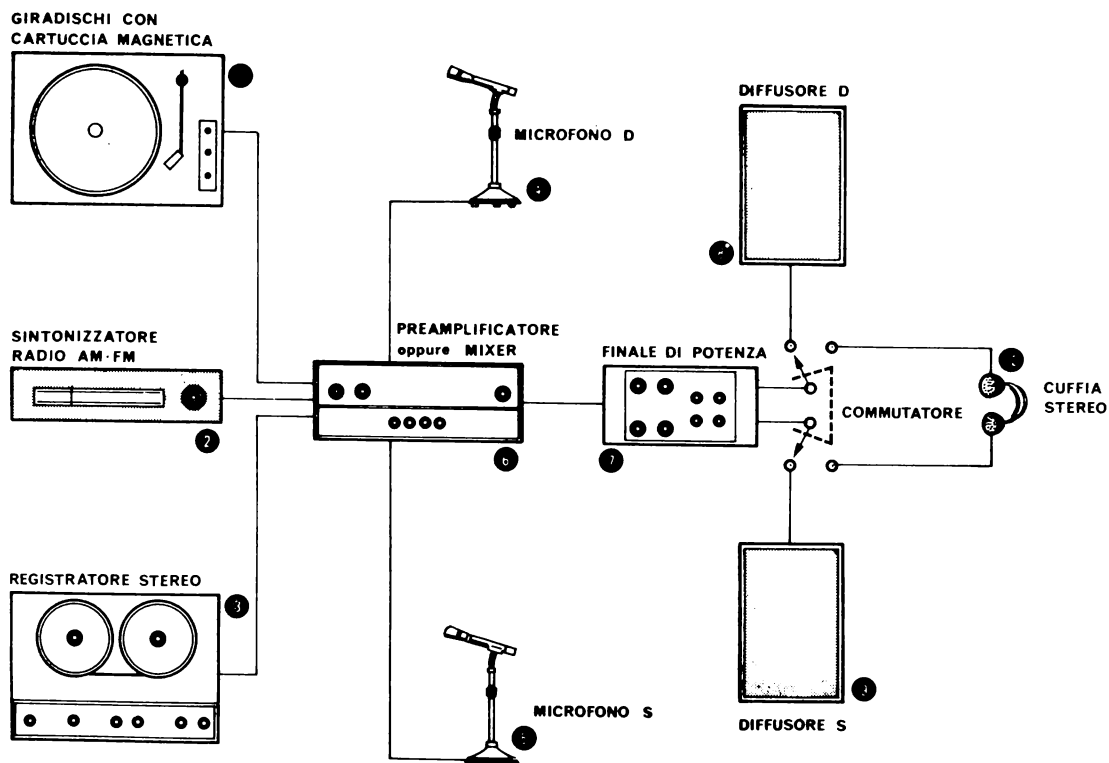 GIRADISCHI CON
CARTUCCIA MAGNETICA
MICROFONO D
DIFFUSORE D
SINTONIZZATORE
RADIO AM·FM
2
PREAMPLIFICATORE
oppure MIXER
6
FINALE DI POTENZA
7
COMMUTATORE
CUFFIA
STEREO
REGISTRATORE STEREO
3
MICROFONO S
5
DIFFUSORE S